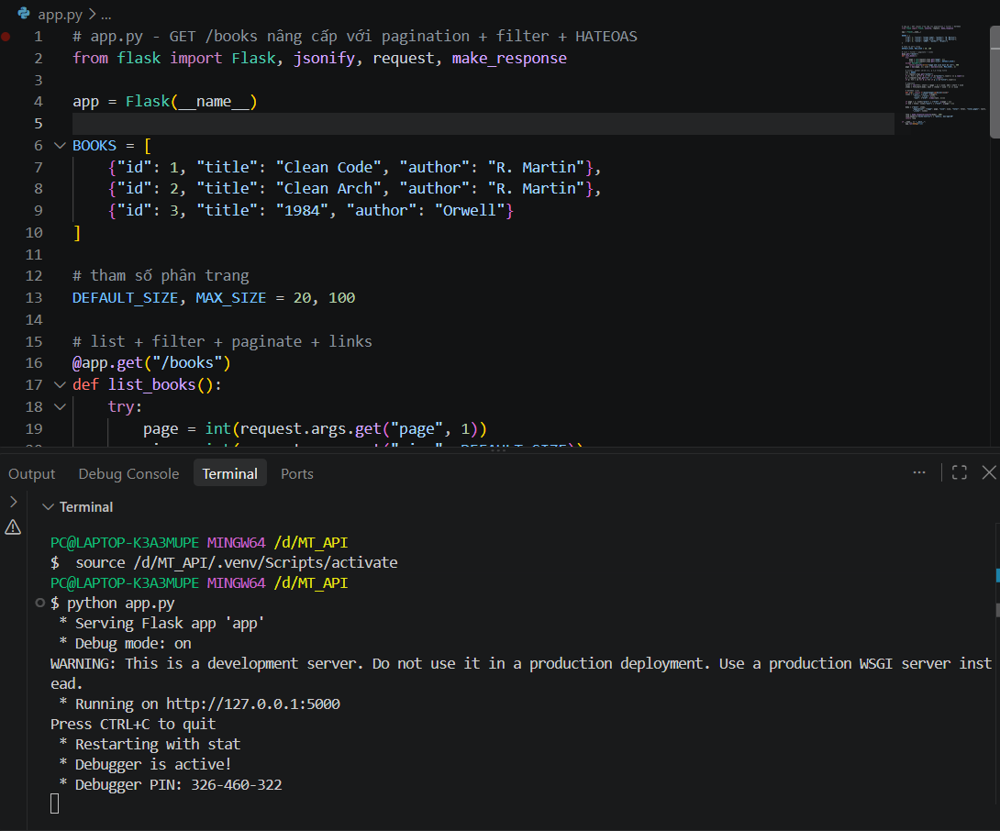 app.py > ...
1 # app.py - GET /books nâng cấp với pagination + filter + HATEOAS
2 from flask import Flask, jsonify, request, make_response
3
4 app = Flask(__name__)
5
6 BOOKS = [
7 {"id": 1, "title": "Clean Code", "author": "R. Martin"},
8 {"id": 2, "title": "Clean Arch", "author": "R. Martin"},
9 {"id": 3, "title": "1984", "author": "Orwell"}
10 ]
11
12 # tham số phân trang
13 DEFAULT_SIZE, MAX_SIZE = 20, 100
14
15 # list + filter + paginate + links
16 @app.get("/books")
17 def list_books():
18 try:
19 page = int(request.args.get("page", 1))
Output Debug Console Terminal Ports
Terminal
PC@LAPTOP-K3A3MUPE MINGW64 /d/MT_API
$ source /d/MT_API/.venv/Scripts/activate
PC@LAPTOP-K3A3MUPE MINGW64 /d/MT_API
$ python app.py
* Serving Flask app 'app'
* Debug mode: on
WARNING: This is a development server. Do not use it in a production deployment. Use a production WSGI server inst
ead.
* Running on http://127.0.0.1:5000
Press CTRL+C to quit
* Restarting with stat
* Debugger is active!
* Debugger PIN: 326-460-322